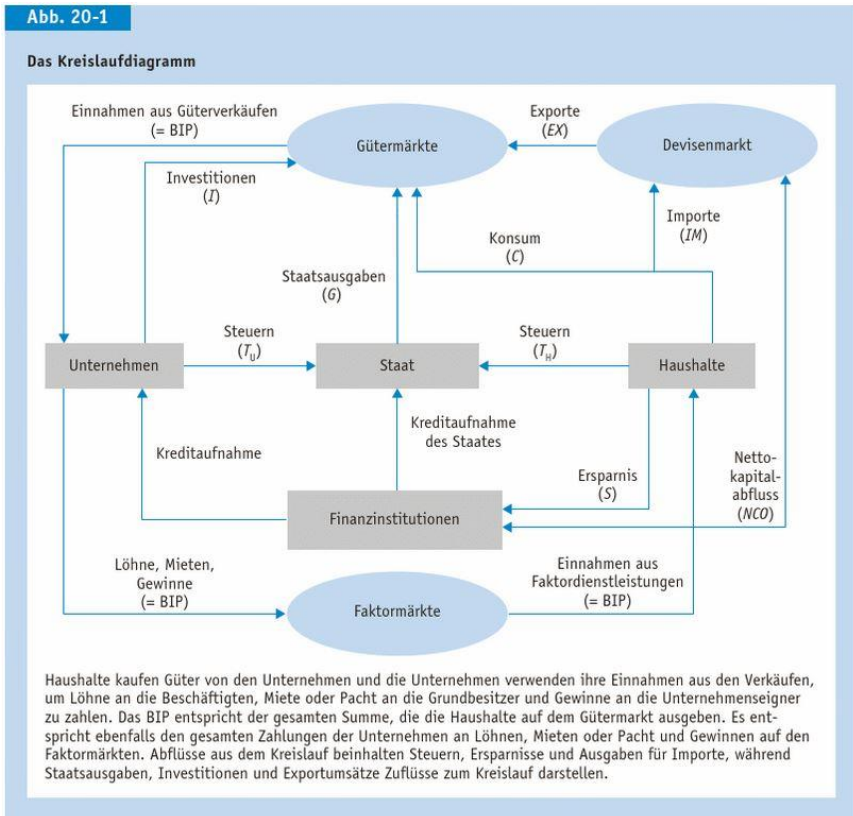 Abb. 20-1
Das Kreislaufdiagramm
Einnahmen aus Güterverkäufen
(= BIP)
Gütermärkte
Exporte
(EX)
Devisenmarkt
Investitionen
(I)
Importe
(IM)
Konsum
(C)
Staatsausgaben
(G)
Steuern
(TU)
Steuern
(TH)
Unternehmen
Staat
Haushalte
Kreditaufnahme
Kreditaufnahme
des Staates
Ersparnis
(S)
Netto-
kapital-
abfluss
(NCO)
Finanzinstitutionen
Löhne, Mieten,
Gewinne
(= BIP)
Faktormärkte
Einnahmen aus
Faktordienstleistungen
(= BIP)
Haushalte kaufen Güter von den Unternehmen und die Unternehmen verwenden ihre Einnahmen aus den Verkäufen,
um Löhne an die Beschäftigten, Miete oder Pacht an die Grundbesitzer und Gewinne an die Unternehmenseigner
zu zahlen. Das BIP entspricht der gesamten Summe, die die Haushalte auf dem Gütermarkt ausgeben. Es ent-
spricht ebenfalls den gesamten Zahlungen der Unternehmen an Löhnen, Mieten oder Pacht und Gewinnen auf den
Faktormärkten. Abflüsse aus dem Kreislauf beinhalten Steuern, Ersparnisse und Ausgaben für Importe, während
Staatsausgaben, Investitionen und Exportumsätze Zuflüsse zum Kreislauf darstellen.